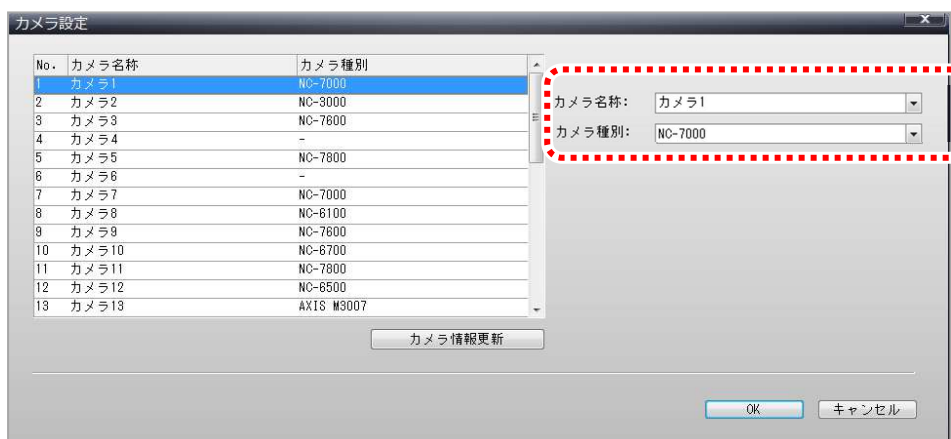 カメラ設定
No. カメラ名称 カメラ種別
1 カメラ1 NC-7000
2 カメラ2 NC-3000
3 カメラ3 NC-7600
4 カメラ4 -
5 カメラ5 NC-7800
6 カメラ6 -
7 カメラ7 NC-7000
8 カメラ8 NC-6100
9 カメラ9 NC-7600
10 カメラ10 NC-6700
11 カメラ11 NC-7800
12 カメラ12 NC-6500
13 カメラ13 AXIS M3007
カメラ名称: カメラ1
カメラ種別: NC-7000
カメラ情報更新
OK キャンセル